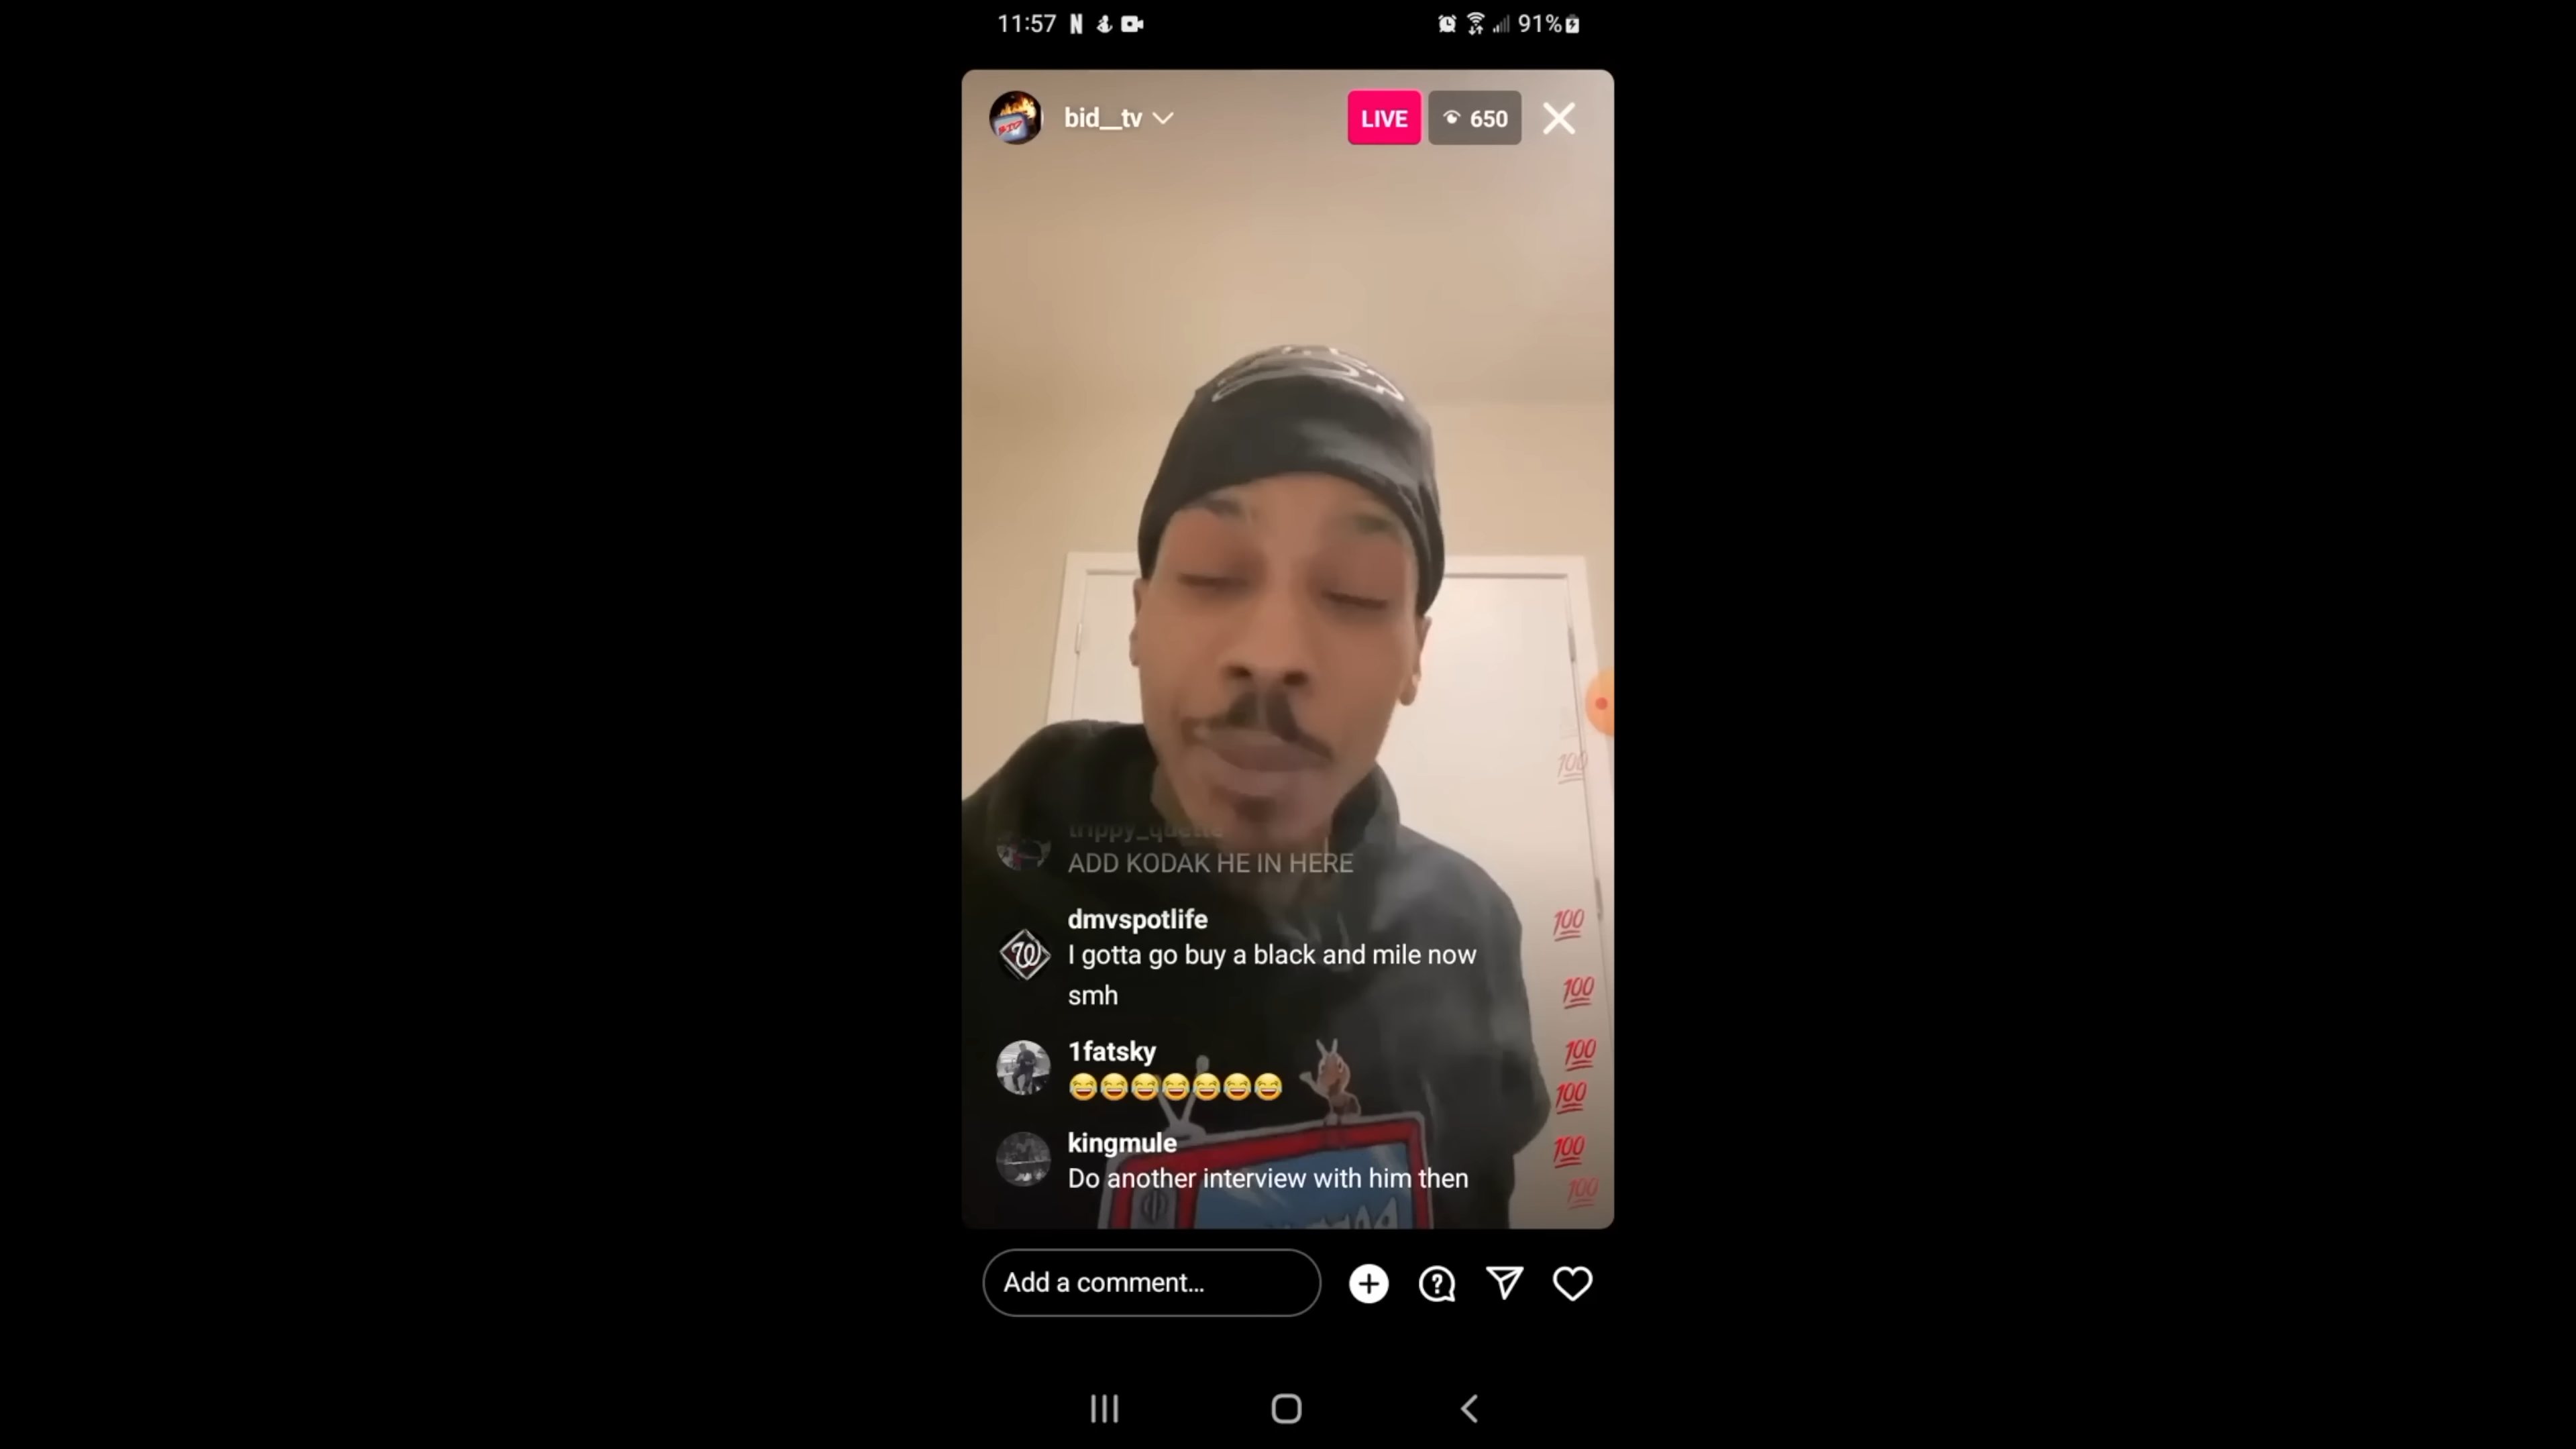 11:57
91%
bid__tv
LIVE
650
trippy_quette
ADD KODAK HE IN HERE
dmvspotlife
I gotta go buy a black and mile now
smh
1fatsky
😂😂😂😂😂😂😂
kingmule
Do another interview with him then
💯
💯
💯
💯
💯
💯
💯
Add a comment...